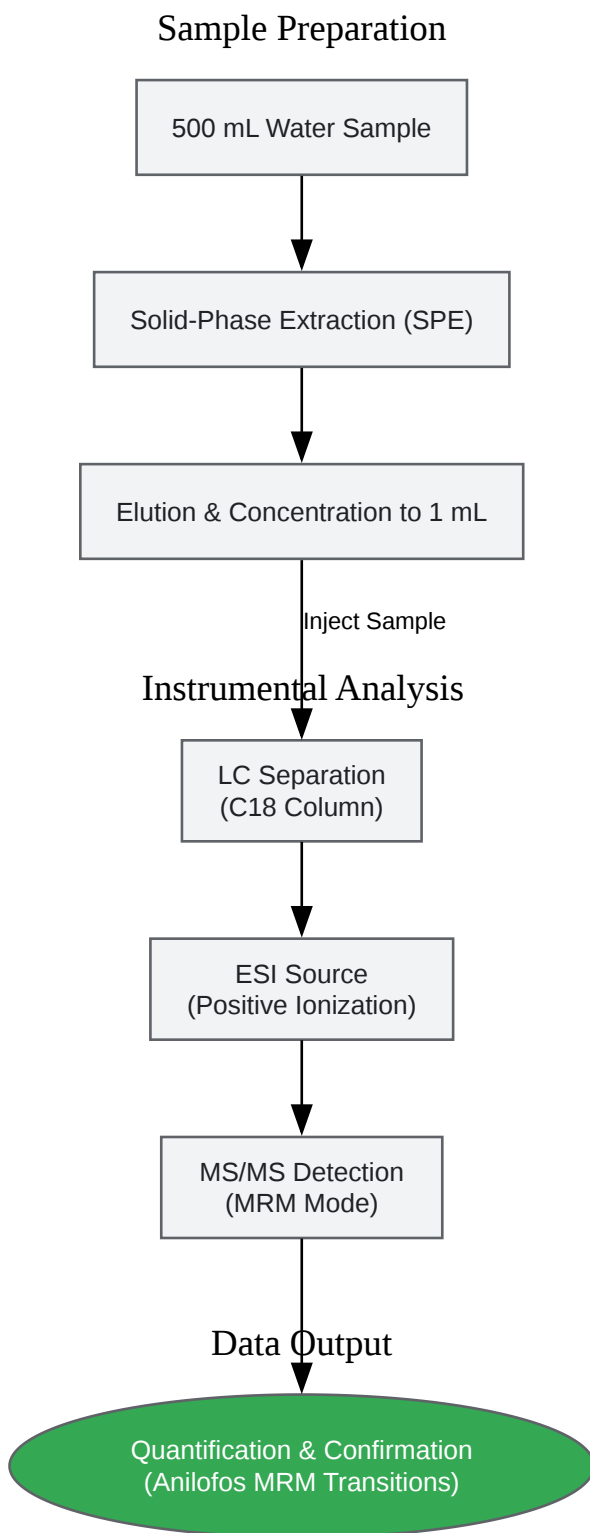 Sample Preparation
500 mL Water Sample
Solid-Phase Extraction (SPE)
Elution & Concentration to 1 mL
Inject Sample
Instrumental Analysis
LC Separation
(C18 Column)
ESI Source
(Positive Ionization)
MS/MS Detection
(MRM Mode)
Data Output
Quantification & Confirmation
(Anilofos MRM Transitions)